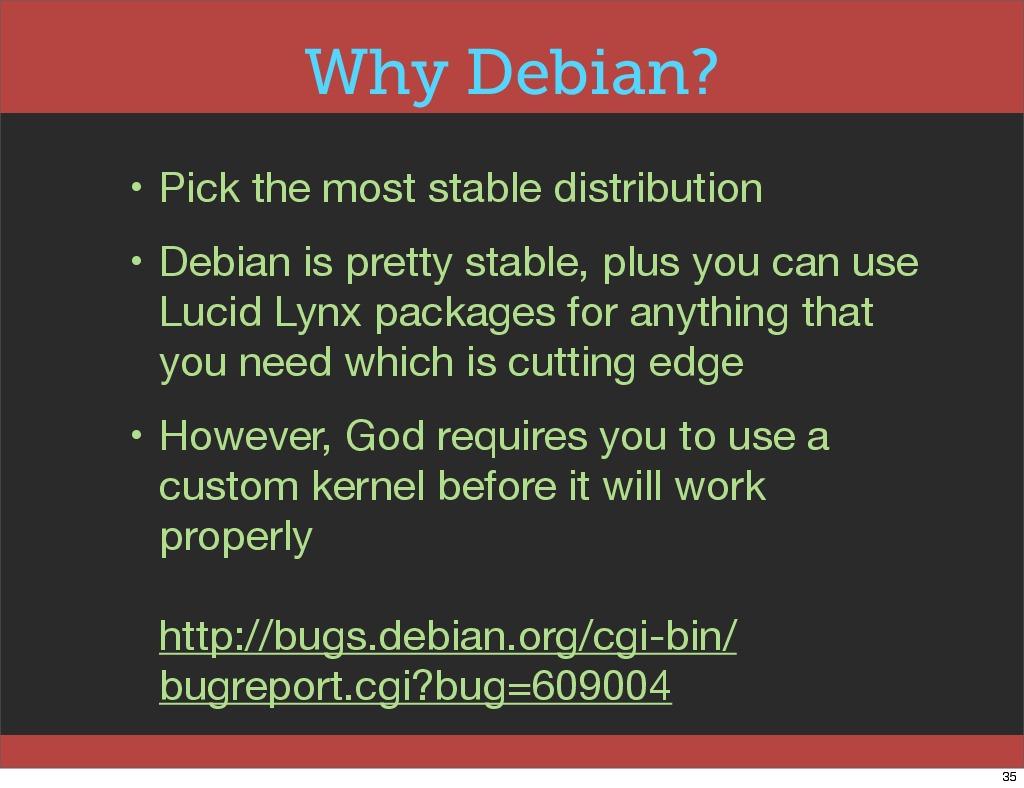 Why Debian?
• Pick the most stable distribution
• Debian is pretty stable, plus you can use
Lucid Lynx packages for anything that
you need which is cutting edge
• However, God requires you to use a
custom kernel before it will work
properly
http://bugs.debian.org/cgi-bin/
bugreport.cgi?bug=609004
35